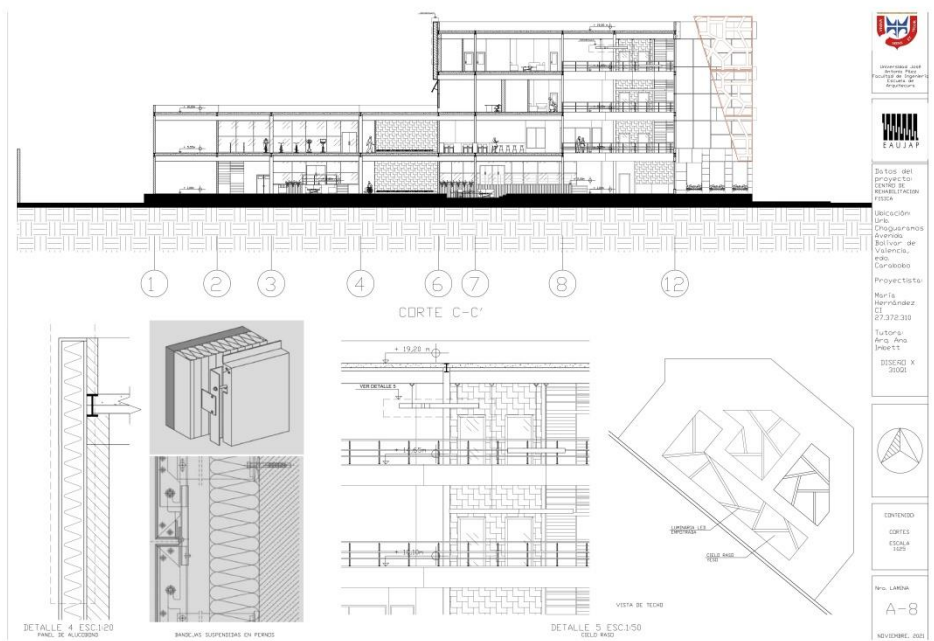 1
2
3
4
6
7
8
12
CORTE C-C'
+ 19,20 m
VER DETALLE 5
DETALLE 4 ESC.1:20
PANEL DE ALUCOBOND
BANDEJAS SUSPENDIDAS EN PERNOS
DETALLE 5 ESC.1:50
CIELO RASO
LUMINARIA LED
EMPOTRADA
CIELO RASO
VISTA DE TECHO
Universidad José
Antonio Páez
Facultad de Ingeniería
Escuela de
Arquitectura
EAUJAP
Datos del
proyecto:
CENTRO DE
REHABILITACION
FISICA
Ubicación:
Urb.
Chaguaramos
Avenida
Bolívar de
Valencia,
edo.
Carabobo
Proyectista:
María
Hernández
CI
27.372.310
Tutora:
Arq. Ana
DISEÑO X
CONTENIDO:
CORTES
ESCALA
Nro. LAMINA
A-8
NOVIEMBRE, 2021